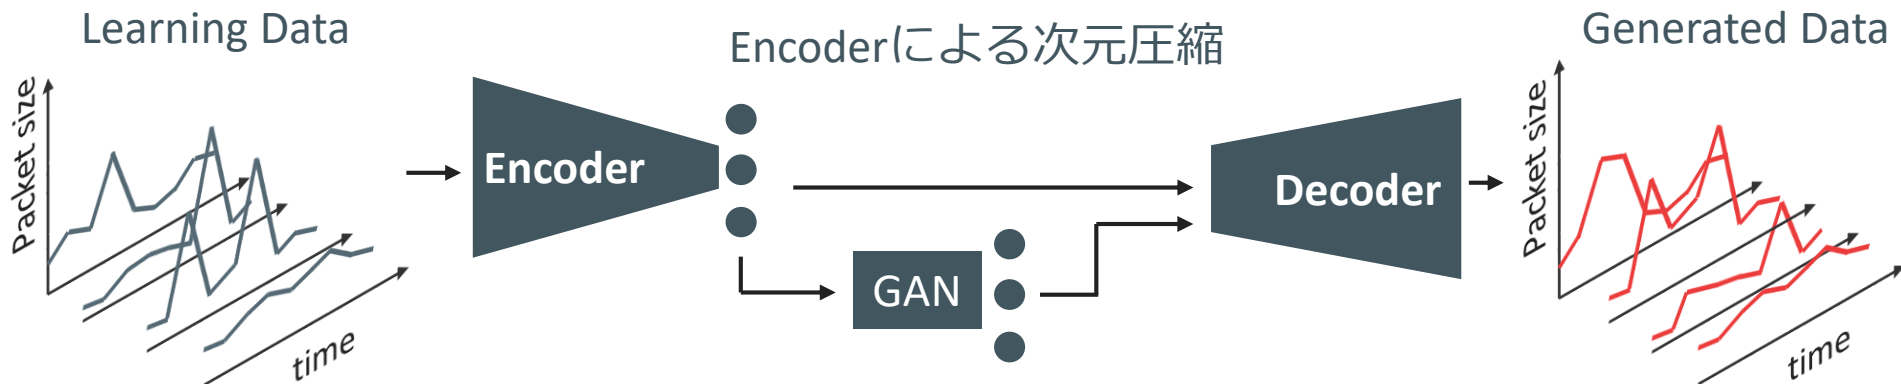 Learning Data
Encoderによる次元圧縮
Generated Data
Packet size
Encoder
GAN
Decoder
Packet size
time
time